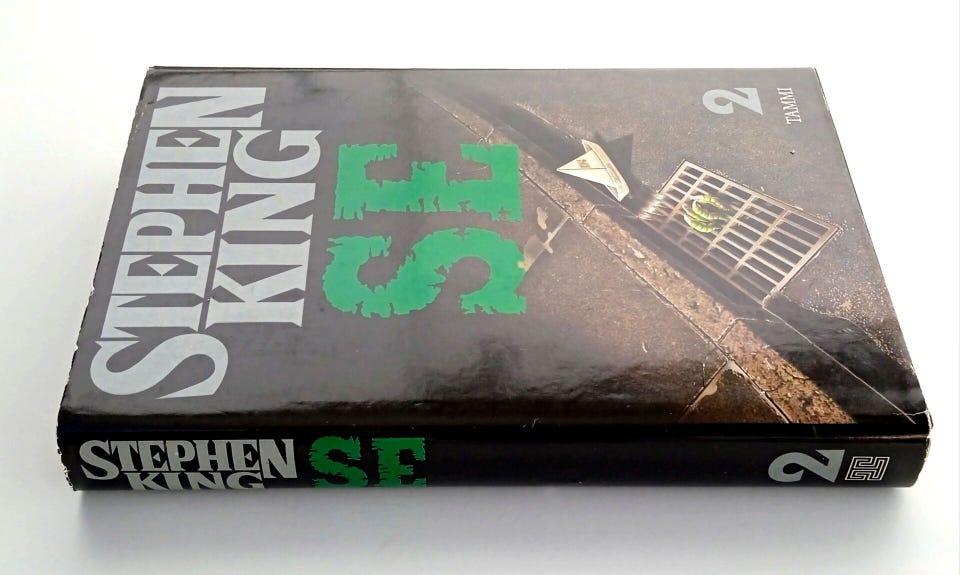 STEPHEN
KING
SE
2
TAMMI
STEPHEN
KING
SE
2